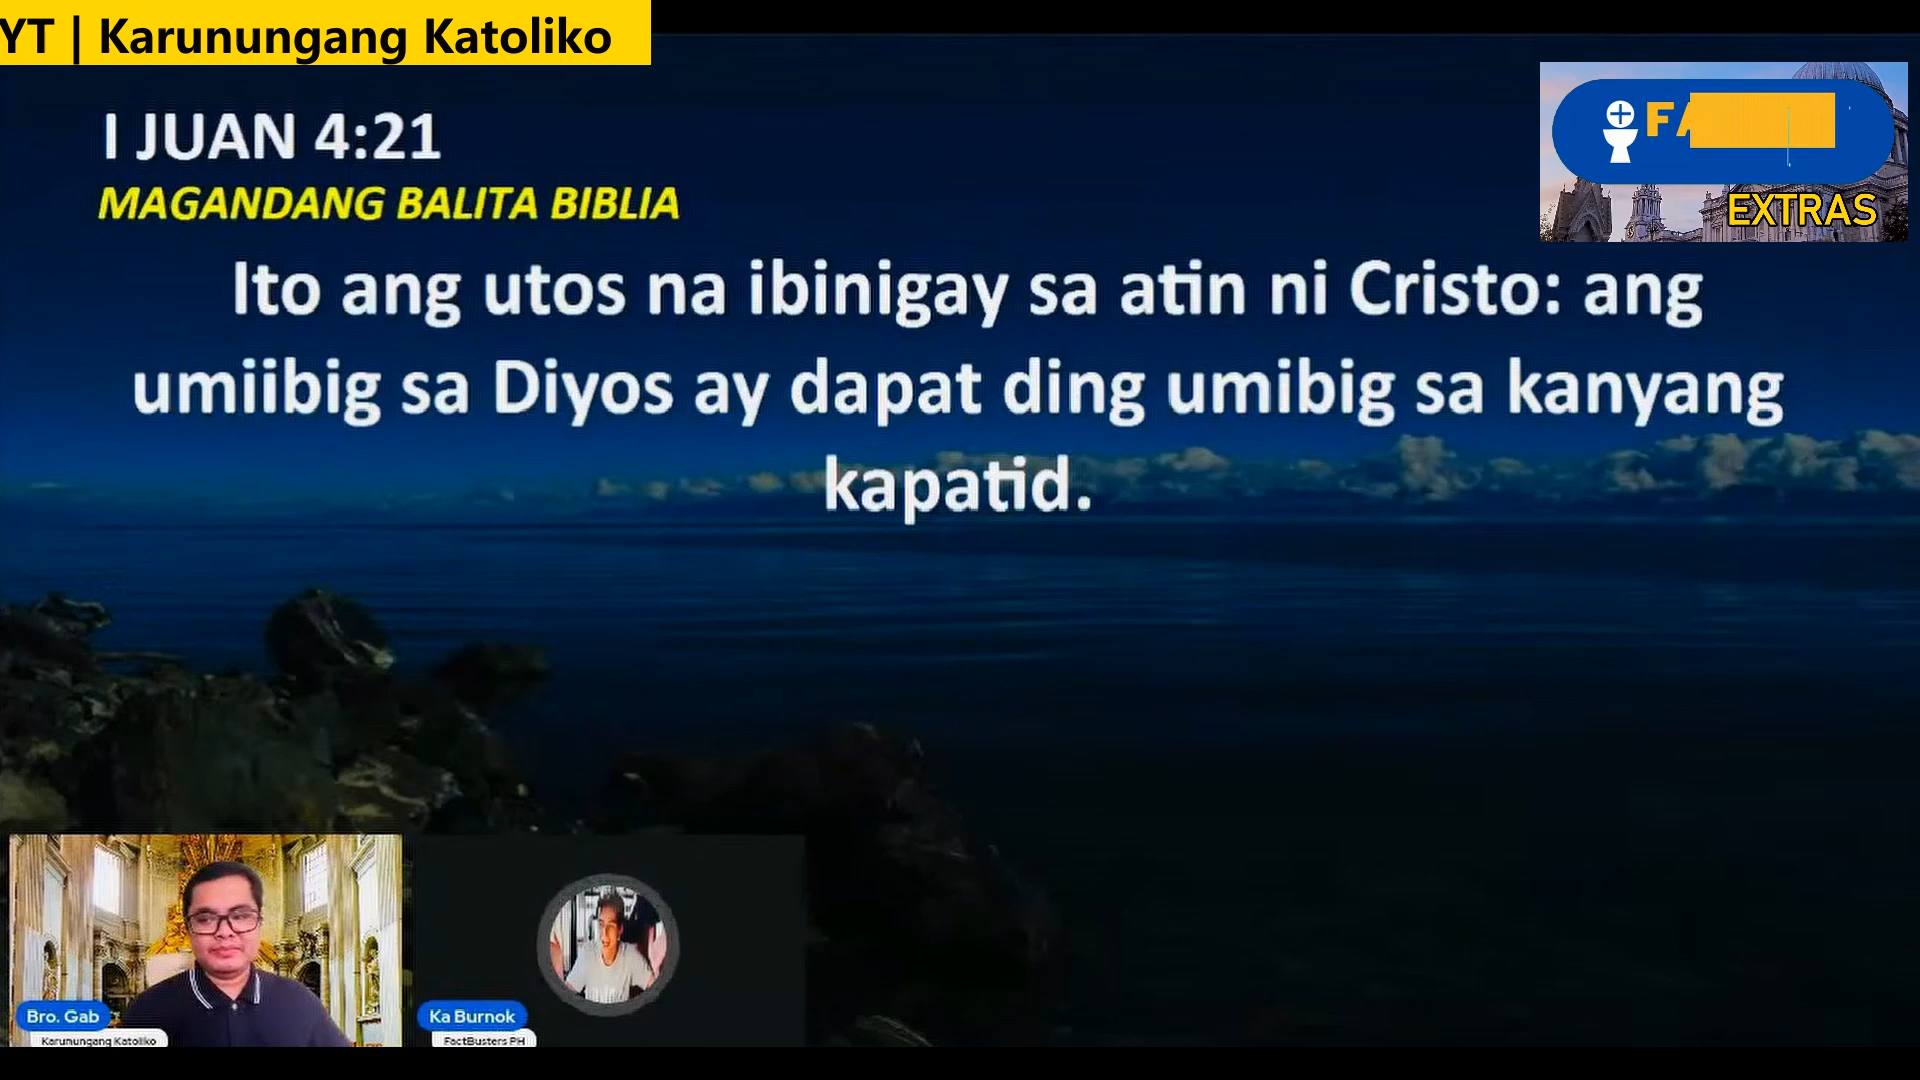 YT | Karunungang Katoliko
I JUAN 4:21
MAGANDANG BALITA BIBLIA
FA
EXTRAS
Ito ang utos na ibinigay sa atin ni Cristo: ang
umiibig sa Diyos ay dapat ding umibig sa kanyang
kapatid.
Bro. Gab
Karunungang Katoliko
Ka Burnok
FactBusters PH